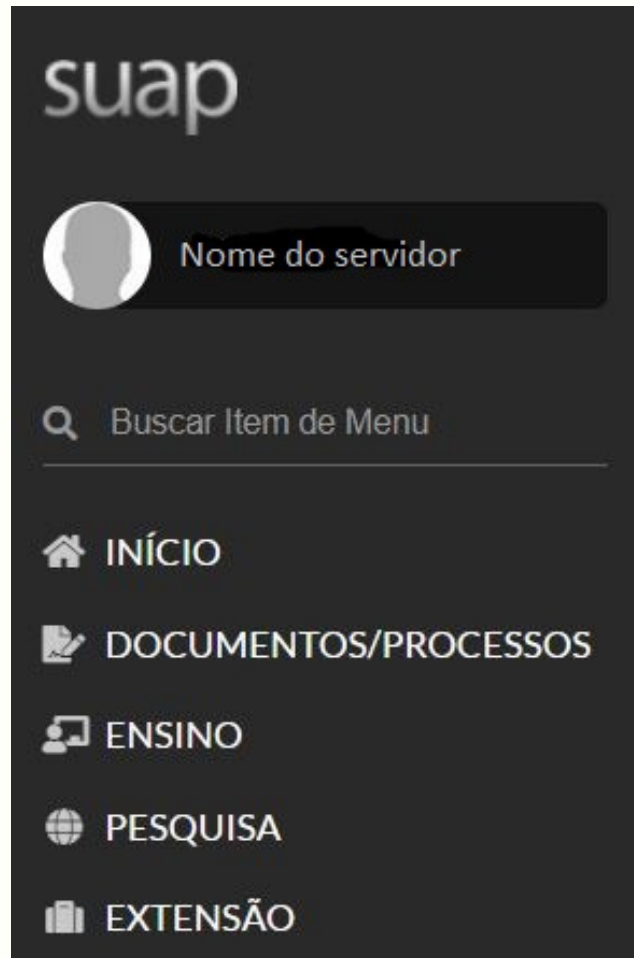 suap
Nome do servidor
Buscar Item de Menu
INÍCIO
DOCUMENTOS/PROCESSOS
ENSINO
PESQUISA
EXTENSÃO